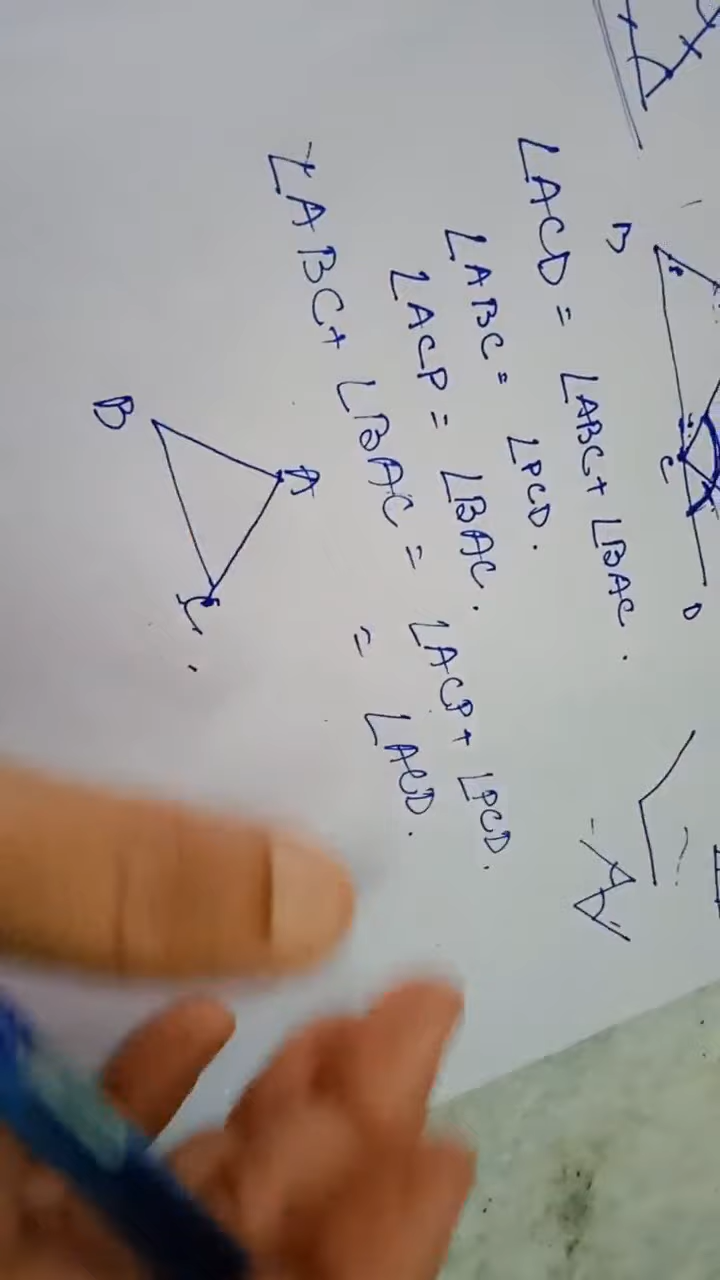 ∠ACD = ∠ABC + ∠BAC.
∠ABC = ∠PCD.
∠ACP = ∠BAC.
∠ABC + ∠BAC = ∠ACP + ∠PCD.
= ∠ACD.
B
C
D
B
A
C